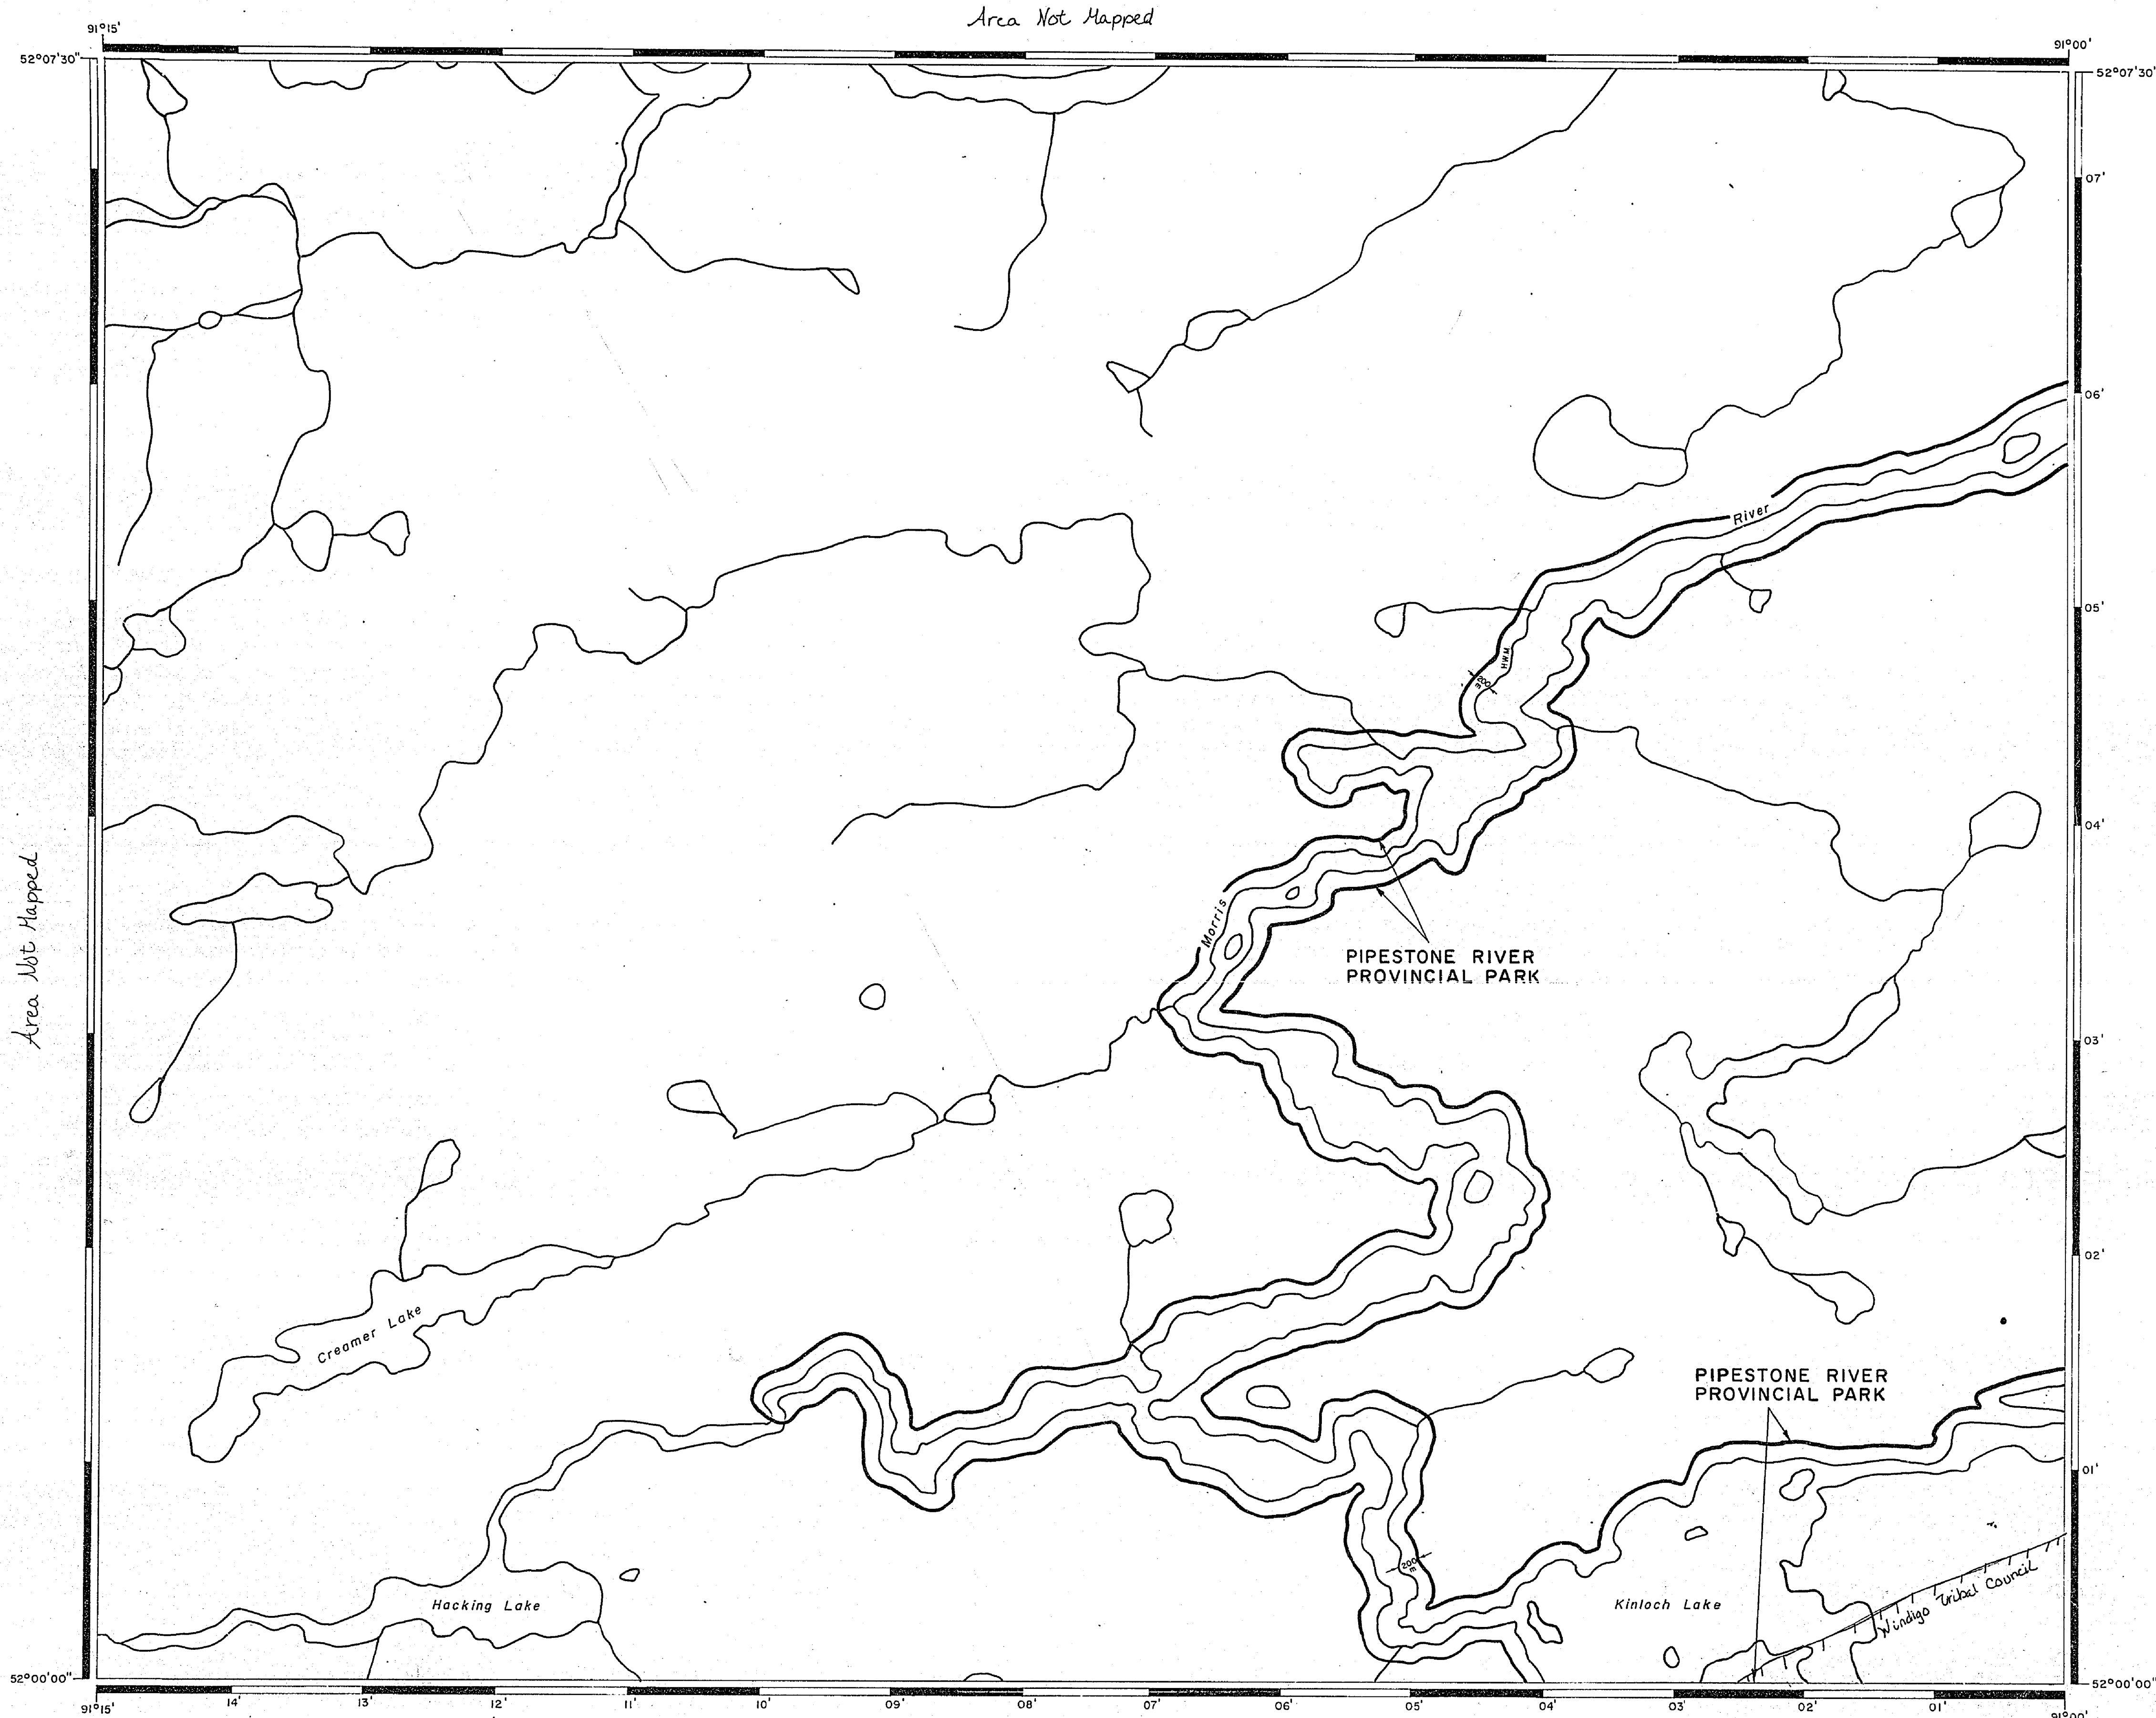 Area Not Mapped
91°15'
91°00'
52°07'30"
52°07'30"
07'
06'
River
05'
HWM
200
m
04'
Area Not Mapped
Morris
PIPESTONE RIVER
PROVINCIAL PARK
03'
02'
Creamer Lake
PIPESTONE RIVER
PROVINCIAL PARK
01'
200
m
Hacking Lake
Kinloch Lake
Windigo Tribal Council
52°00'00"
52°00'00"
91°15'
14'
13'
12'
11'
10'
09'
08'
07'
06'
05'
04'
03'
02'
01'
91°00'